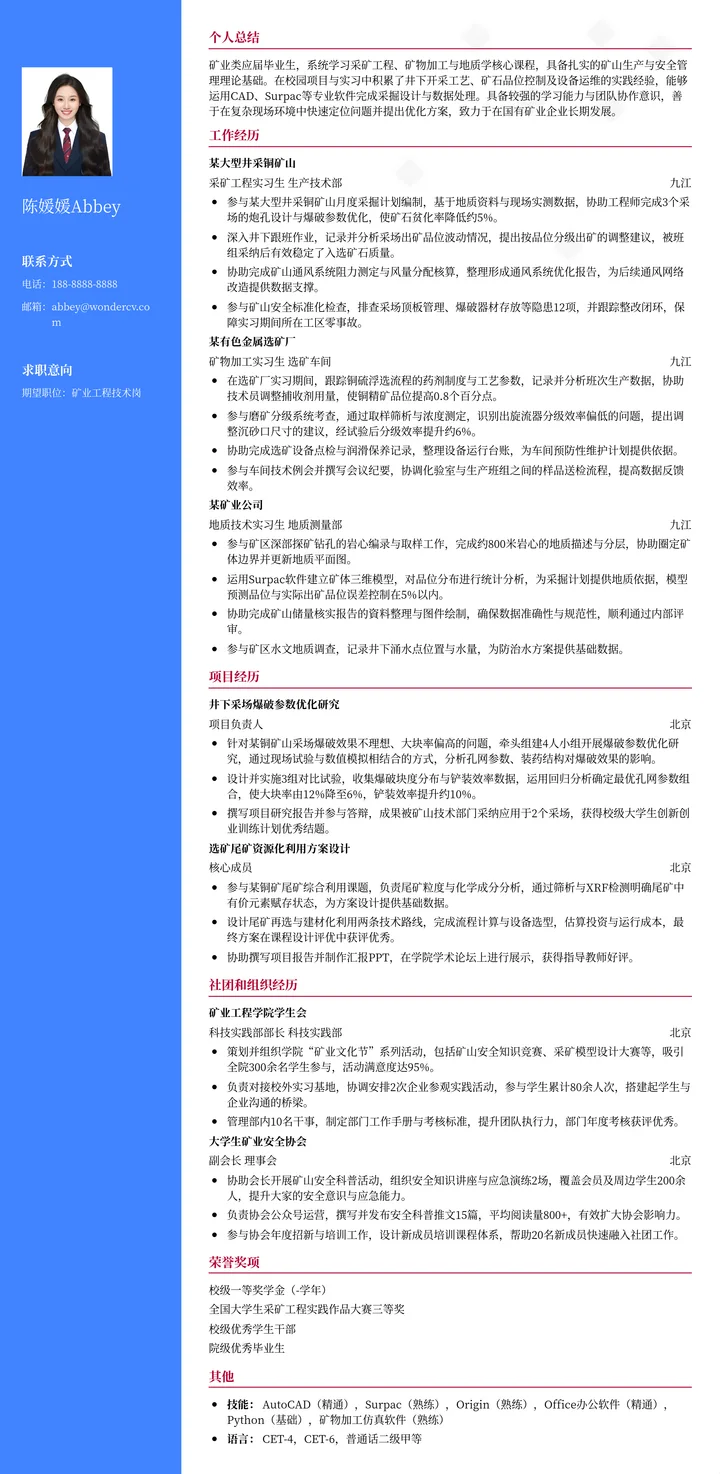 陈媛媛Abbey
联系方式
电话：188-8888-8888
邮箱：abbey@wondercv.co
m
求职意向
期望职位：矿业工程技术岗
个人总结
矿业类应届毕业生，系统学习采矿工程、矿物加工与地质学核心课程，具备扎实的矿山生产与安全管
理理论基础。在校园项目与实习中积累了井下开采工艺、矿石品位控制及设备运维的实践经验，能够
运用CAD、Surpac等专业软件完成采掘设计与数据处理。具备较强的学习能力与团队协作意识，善
于在复杂现场环境中快速定位问题并提出优化方案，致力于在国有矿业企业长期发展。
工作经历
某大型井采铜矿山
采矿工程实习生 生产技术部 九江
• 参与某大型井采铜矿山月度采掘计划编制，基于地质资料与现场实测数据，协助工程师完成3个采
场的炮孔设计与爆破参数优化，使矿石贫化率降低约5%。
• 深入井下跟班作业，记录并分析采场出矿品位波动情况，提出按品位分级出矿的调整建议，被班
组采纳后有效稳定了入选矿石质量。
• 协助完成矿山通风系统阻力测定与风量分配核算，整理形成通风系统优化报告，为后续通风网络
改造提供数据支撑。
• 参与矿山安全标准化检查，排查采场顶板管理、爆破器材存放等隐患12项，并跟踪整改闭环，保
障实习期间所在工区零事故。
某有色金属选矿厂
矿物加工实习生 选矿车间 九江
• 在选矿厂实习期间，跟踪铜硫浮选流程的药剂制度与工艺参数，记录并分析班次生产数据，协助
技术员调整捕收剂用量，使铜精矿品位提高0.8个百分点。
• 参与磨矿分级系统考查，通过取样筛析与浓度测定，识别出旋流器分级效率偏低的问题，提出调
整沉砂口尺寸的建议，经试验后分级效率提升约6%。
• 协助完成选矿设备点检与润滑保养记录，整理设备运行台账，为车间预防性维护计划提供依据。
• 参与车间技术例会并撰写会议纪要，协调化验室与生产班组之间的样品送检流程，提高数据反馈
效率。
某矿业公司
地质技术实习生 地质测量部 九江
• 参与矿区深部探矿钻孔的岩心编录与取样工作，完成约800米岩心的地质描述与分层，协助圈定矿
体边界并更新地质平面图。
• 运用Surpac软件建立矿体三维模型，对品位分布进行统计分析，为采掘计划提供地质依据，模型
预测品位与实际出矿品位误差控制在5%以内。
• 协助完成矿山储量核实报告的資料整理与图件绘制，确保数据准确性与规范性，顺利通过内部评
审。
• 参与矿区水文地质调查，记录井下涌水点位置与水量，为防治水方案提供基础数据。
项目经历
井下采场爆破参数优化研究
项目负责人 北京
• 针对某铜矿山采场爆破效果不理想、大块率偏高的问题，牵头组建4人小组开展爆破参数优化研
究，通过现场试验与数值模拟相结合的方式，分析孔网参数、装药结构对爆破效果的影响。
• 设计并实施3组对比试验，收集爆破块度分布与铲装效率数据，运用回归分析确定最优孔网参数组
合，使大块率由12%降至6%，铲装效率提升约10%。
• 撰写项目研究报告并参与答辩，成果被矿山技术部门采纳应用于2个采场，获得校级大学生创新创
业训练计划优秀结题。
选矿尾矿资源化利用方案设计
核心成员 北京
• 参与某铜矿尾矿综合利用课题，负责尾矿粒度与化学成分分析，通过筛析与XRF检测明确尾矿中
有价元素赋存状态，为方案设计提供基础数据。
• 设计尾矿再选与建材化利用两条技术路线，完成流程计算与设备选型，估算投资与运行成本，最
终方案在课程设计评优中获评优秀。
• 协助撰写项目报告并制作汇报PPT，在学院学术论坛上进行展示，获得指导教师好评。
社团和组织经历
矿业工程学院学生会
科技实践部部长 科技实践部 北京
• 策划并组织学院“矿业文化节”系列活动，包括矿山安全知识竞赛、采矿模型设计大赛等，吸引
全院300余名学生参与，活动满意度达95%。
• 负责对接校外实习基地，协调安排2次企业参观实践活动，参与学生累计80余人次，搭建起学生与
企业沟通的桥梁。
• 管理部内10名干事，制定部门工作手册与考核标准，提升团队执行力，部门年度考核获评优秀。
大学生矿业安全协会
副会长 理事会 北京
• 协助会长开展矿山安全科普活动，组织安全知识讲座与应急演练2场，覆盖会员及周边学生200余
人，提升大家的安全意识与应急能力。
• 负责协会公众号运营，撰写并发布安全科普推文15篇，平均阅读量800+，有效扩大协会影响力。
• 参与协会年度招新与培训工作，设计新成员培训课程体系，帮助20名新成员快速融入社团工作。
荣誉奖项
校级一等奖学金（-学年）
全国大学生采矿工程实践作品大赛三等奖
校级优秀学生干部
院级优秀毕业生
其他
• 技能： AutoCAD（精通）, Surpac（熟练）, Origin（熟练）, Office办公软件（精通）,
Python（基础）, 矿物加工仿真软件（熟练）
• 语言： CET-4，CET-6，普通话二级甲等